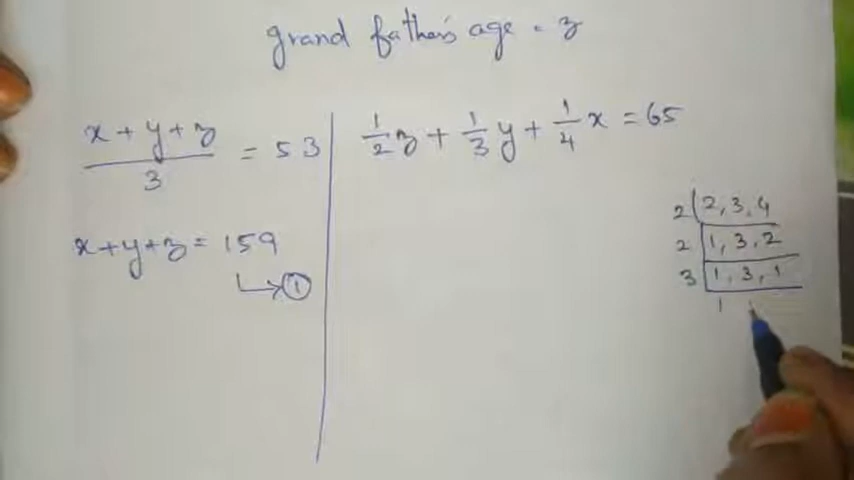 grand father's age = z
(x + y + z)/3 = 53
x + y + z = 159
→ ①
1/2 z + 1/3 y + 1/4 x = 65
2 | 2, 3, 4
2 | 1, 3, 2
3 | 1, 3, 1
1